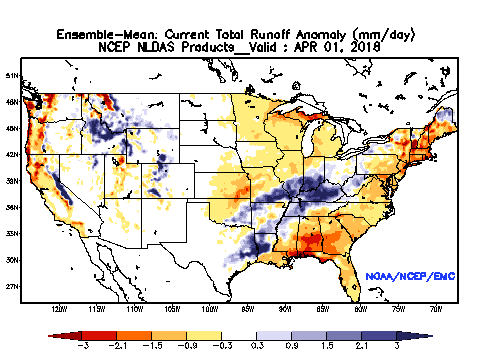 Ensemble-Mean: Current Total Runoff Anomaly (mm/day)
NCEP NLDAS Products__Valid : APR 01, 2018
51N
48N
45N
42N
39N
36N
33N
30N
27N
NOAA/NCEP/EMC
120W 115W 110W 105W 100W 95W 90W 85W 80W 75W 70W
-3 -2.1 -1.5 -0.9 -0.3 0.3 0.9 1.5 2.1 3